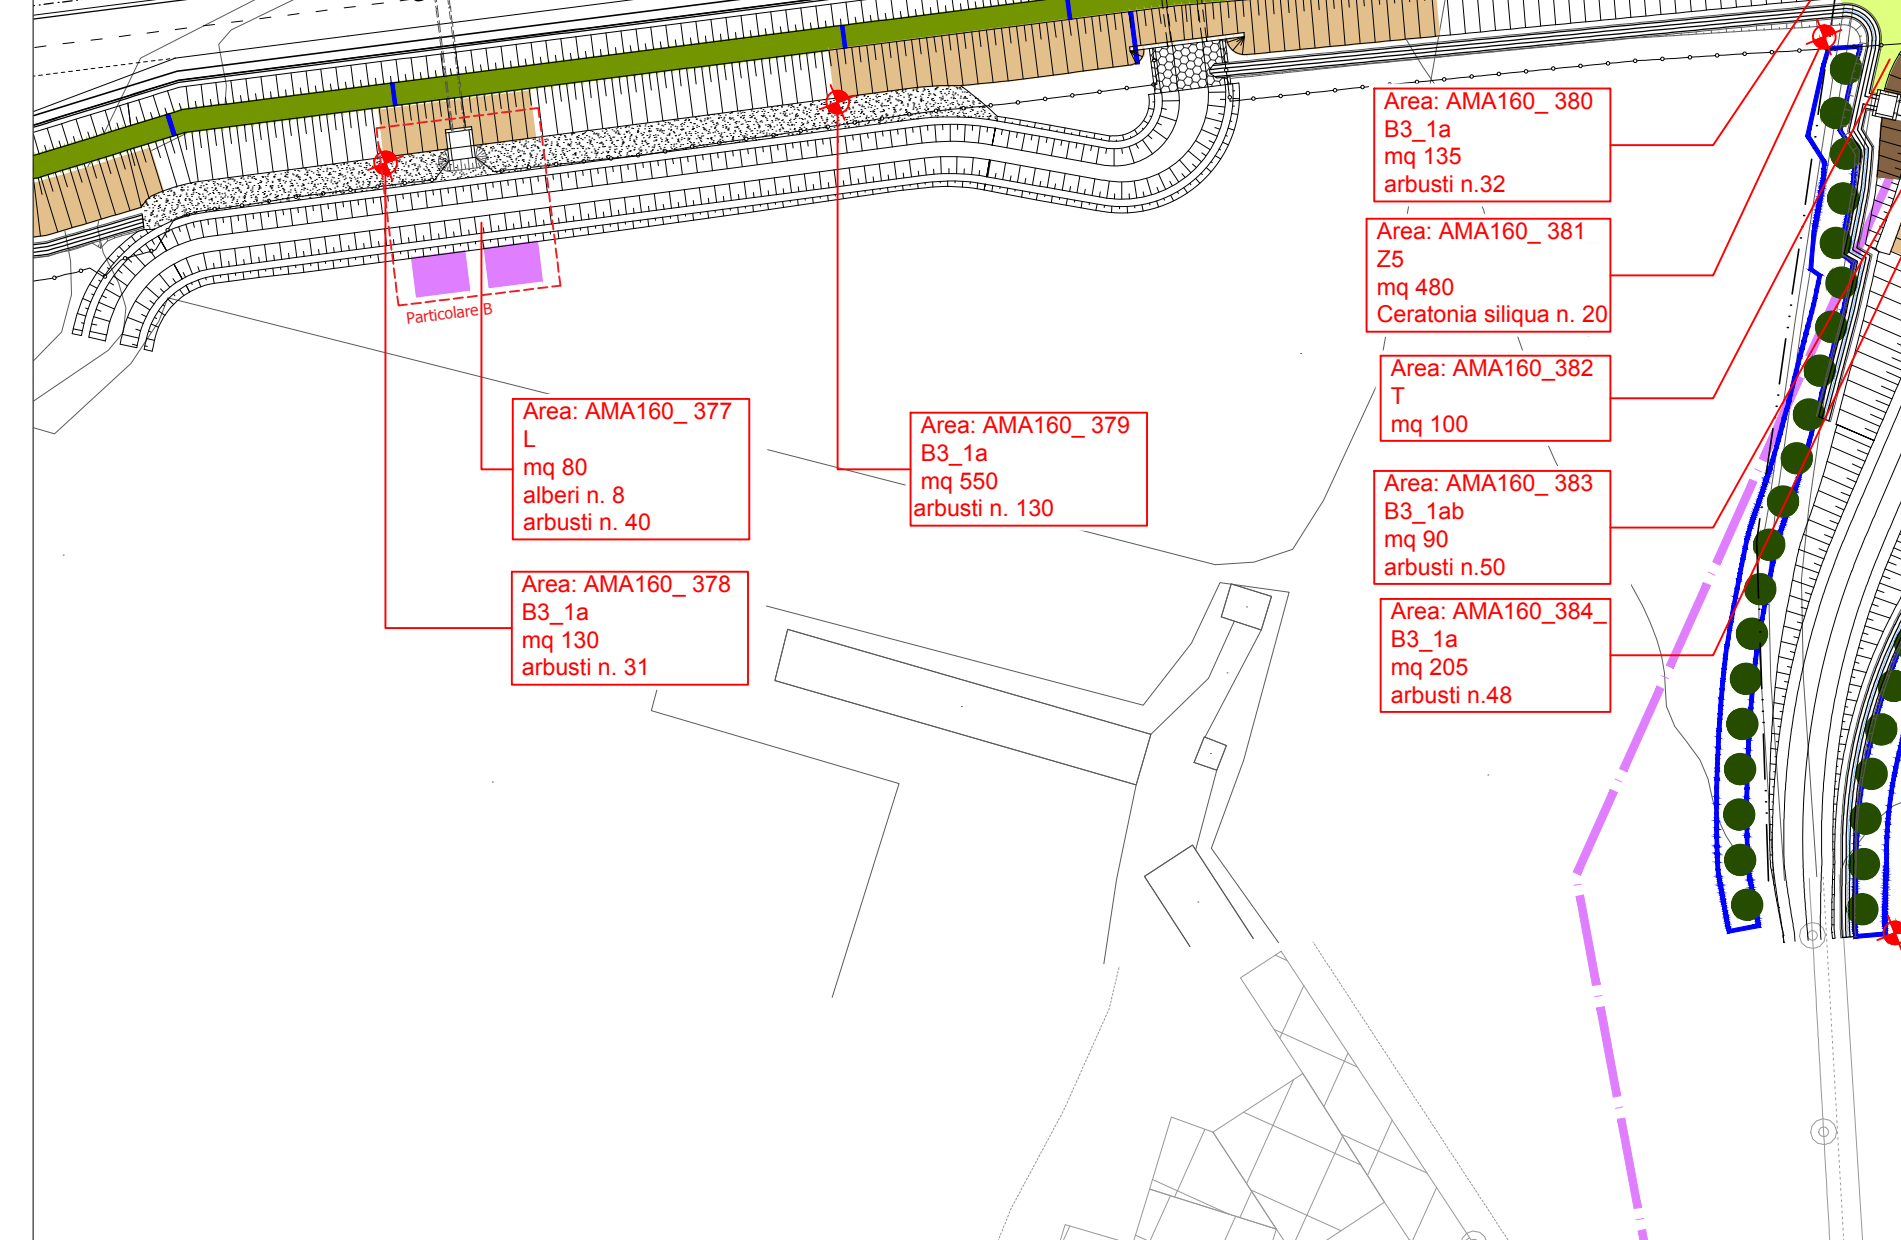 Particolare B
Area: AMA160_ 377
L
mq 80
alberi n. 8
arbusti n. 40
Area: AMA160_ 378
B3_1a
mq 130
arbusti n. 31
Area: AMA160_ 379
B3_1a
mq 550
arbusti n. 130
Area: AMA160_ 380
B3_1a
mq 135
arbusti n.32
Area: AMA160_ 381
Z5
mq 480
Ceratonia siliqua n. 20
Area: AMA160_382
T
mq 100
Area: AMA160_ 383
B3_1ab
mq 90
arbusti n.50
Area: AMA160_384_
B3_1a
mq 205
arbusti n.48